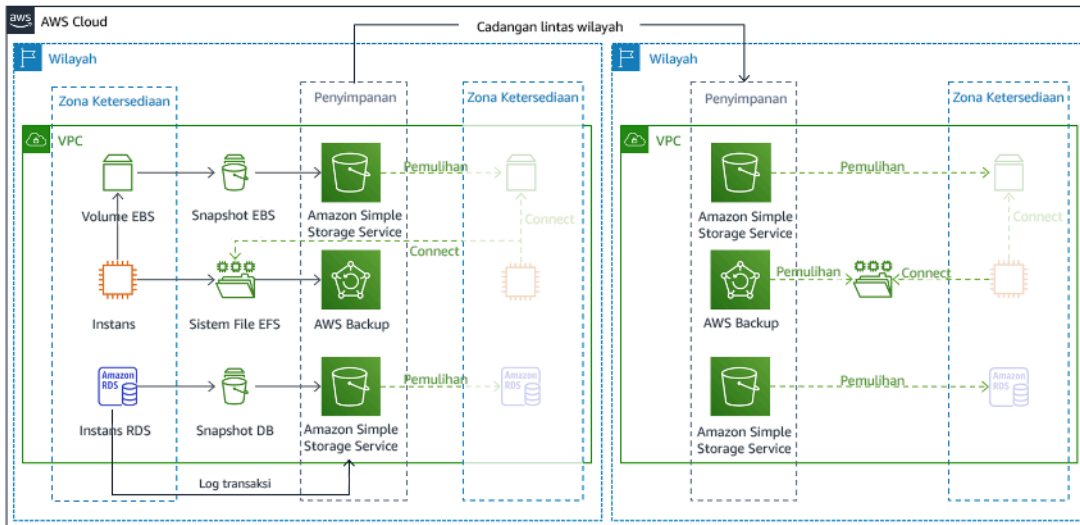 aws
AWS Cloud
Cadangan lintas wilayah
Wilayah
Wilayah
Zona Ketersediaan
Penyimpanan
Zona Ketersediaan
Penyimpanan
Zona Ketersediaan
VPC
VPC
Pemulihan
Pemulihan
Volume EBS
Snapshot EBS
Amazon Simple
Storage Service
Connect
Amazon Simple
Storage Service
Connect
Connect
Pemulihan
Connect
Instans
Sistem File EFS
AWS Backup
AWS Backup
Amazon
RDS
Pemulihan
Amazon
RDS
Pemulihan
Amazon
RDS
Instans RDS
Snapshot DB
Amazon Simple
Storage Service
Amazon Simple
Storage Service
Log transaksi